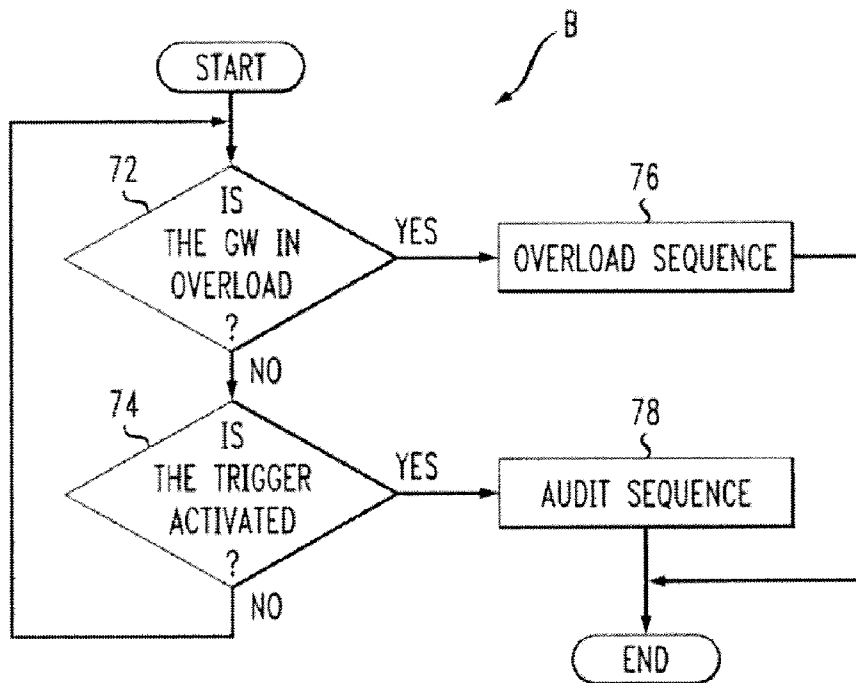 B
START
72
IS
THE GW IN
OVERLOAD
?
YES
76
OVERLOAD SEQUENCE
NO
74
IS
THE TRIGGER
ACTIVATED
?
YES
78
AUDIT SEQUENCE
NO
END